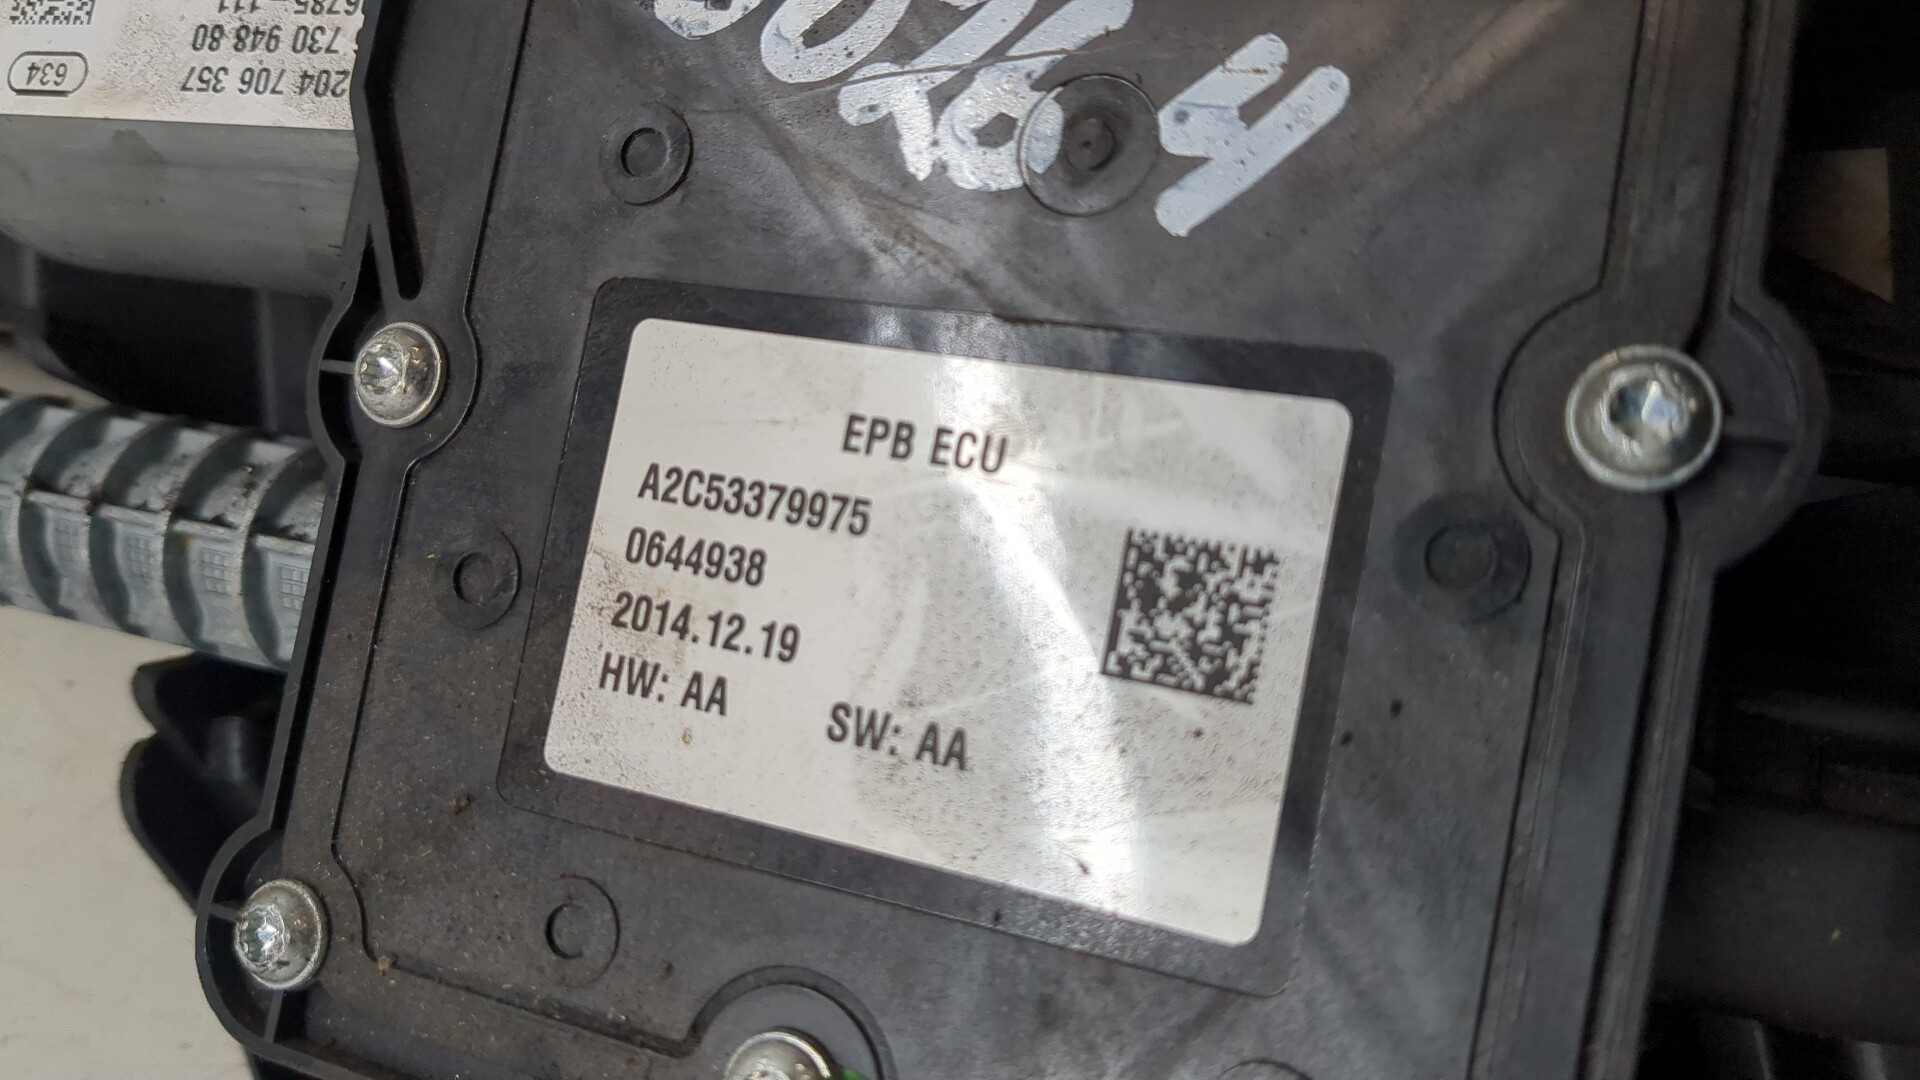 204 706 357
634
730 948 80
EPB ECU
A2C53379975
0644938
2014.12.19
HW: AA
SW: AA